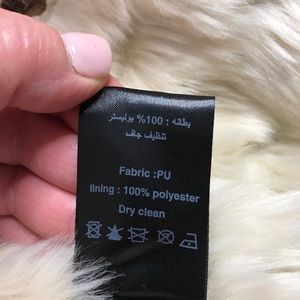 بطانه : 100% بوليستر
تنظيف جاف
Fabric :PU
lining : 100% polyester
Dry clean